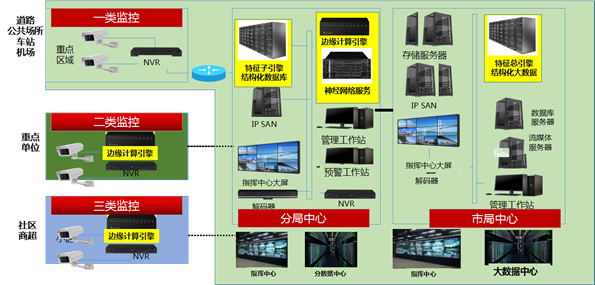 道路
公共场所
车站
机场
一类监控
重点
区域
NVR
特征子引擎
结构化数据库
边缘计算引擎
神经网络服务
IP SAN
管理工作站
预警工作站
指挥中心大屏
解码器
NVR
分局中心
指挥中心
分数据中心
存储服务器
特征总引擎
结构化大数据
IP SAN
数据库
服务器
流媒体
服务器
指挥中心大屏
解码器
管理工作站
市局中心
指挥中心
大数据中心
重点
单位
二类监控
边缘计算引擎
NVR
社区
商超
三类监控
边缘计算引擎
NVR